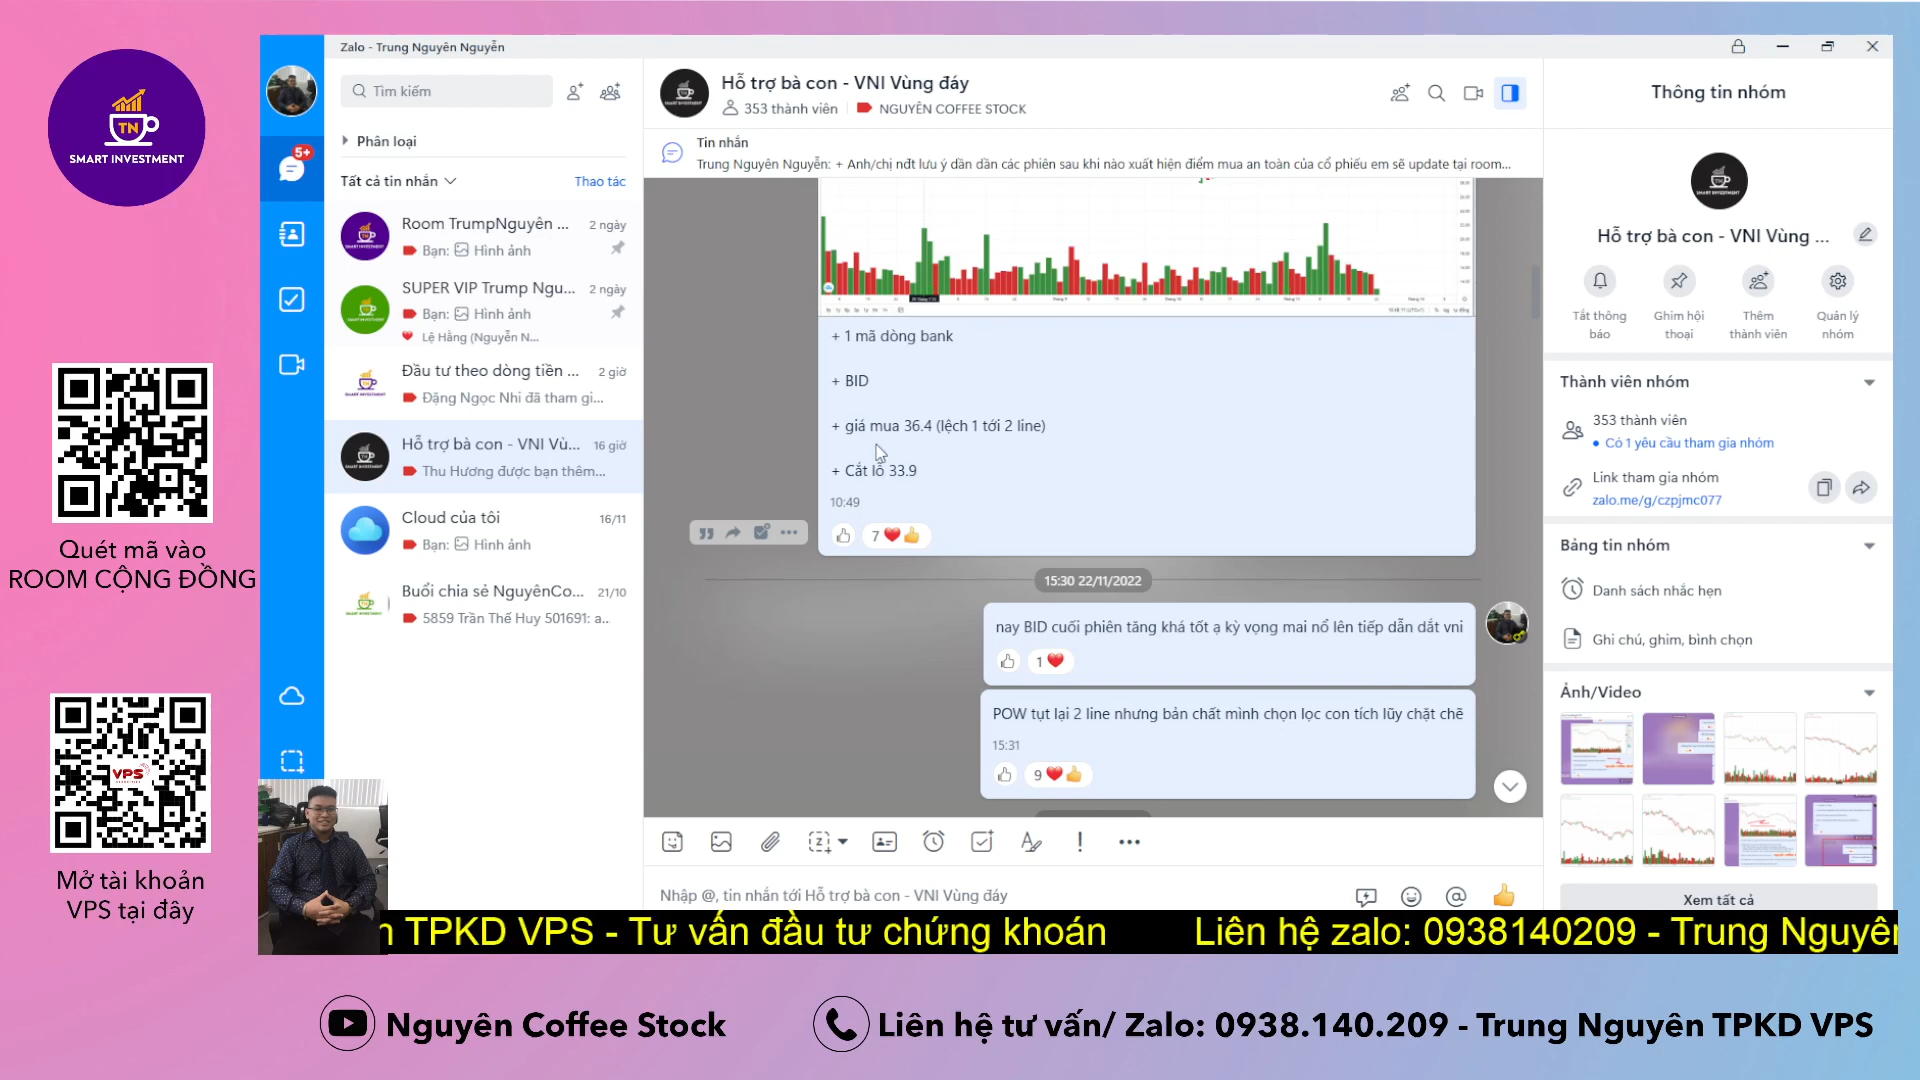 TN
SMART INVESTMENT
Quét mã vào
ROOM CỘNG ĐỒNG
VPS
Mở tài khoản
VPS tại đây
Zalo - Trung Nguyên Nguyễn
Tìm kiếm
5+
Phân loại
Tất cả tin nhắn
Thao tác
Room TrumpNguyên ...
2 ngày
Bạn: Hình ảnh
SUPER VIP Trump Ngu...
2 ngày
Bạn: Hình ảnh
Lệ Hằng (Nguyễn N...
Đầu tư theo dòng tiền ...
2 giờ
Đặng Ngọc Nhi đã tham gi...
Hỗ trợ bà con - VNI Vù...
16 giờ
Thu Hương được bạn thêm...
Cloud của tôi
16/11
Bạn: Hình ảnh
Buổi chia sẻ NguyênCo...
21/10
5859 Trần Thế Huy 501691: a...
Hỗ trợ bà con - VNI Vùng đáy
353 thành viên
NGUYÊN COFFEE STOCK
Tin nhắn
Trung Nguyên Nguyễn: + Anh/chị nđt lưu ý dần dần các phiên sau khi nào xuất hiện điểm mua an toàn của cổ phiếu em sẽ update tại room...
+ 1 mã dòng bank
+ BID
+ giá mua 36.4 (lệch 1 tới 2 line)
+ Cắt lỗ 33.9
10:49
7
15:30 22/11/2022
nay BID cuối phiên tăng khá tốt ạ kỳ vọng mai nổ lên tiếp dẫn dắt vni
1
POW tụt lại 2 line nhưng bản chất mình chọn lọc con tích lũy chặt chẽ
15:31
9
Nhập @, tin nhắn tới Hỗ trợ bà con - VNI Vùng đáy
Thông tin nhóm
Hỗ trợ bà con - VNI Vùng ...
Tắt thông báo
Ghim hội thoại
Thêm thành viên
Quản lý nhóm
Thành viên nhóm
353 thành viên
Có 1 yêu cầu tham gia nhóm
Link tham gia nhóm
zalo.me/g/czpjmc077
Bảng tin nhóm
Danh sách nhắc hẹn
Ghi chú, ghim, bình chọn
Ảnh/Video
Xem tất cả
n TPKD VPS - Tư vấn đầu tư chứng khoán Liên hệ zalo: 0938140209 - Trung Nguyên
Nguyên Coffee Stock
Liên hệ tư vấn/ Zalo: 0938.140.209 - Trung Nguyên TPKD VPS